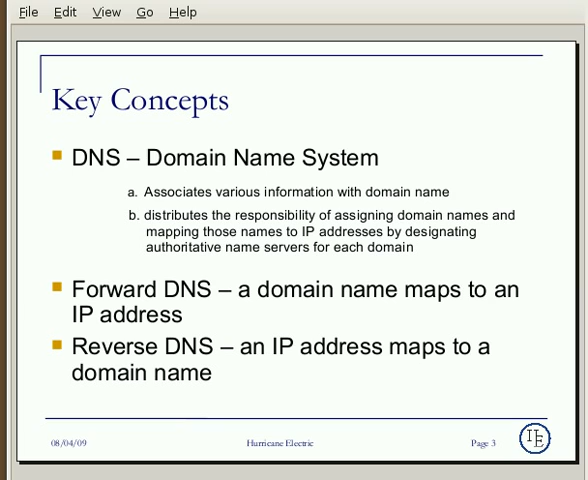 File Edit View Go Help
Key Concepts
DNS – Domain Name System
a. Associates various information with domain name
b. distributes the responsibility of assigning domain names and
mapping those names to IP addresses by designating
authoritative name servers for each domain
Forward DNS – a domain name maps to an
IP address
Reverse DNS – an IP address maps to a
domain name
08/04/09 Hurricane Electric Page 3 HE